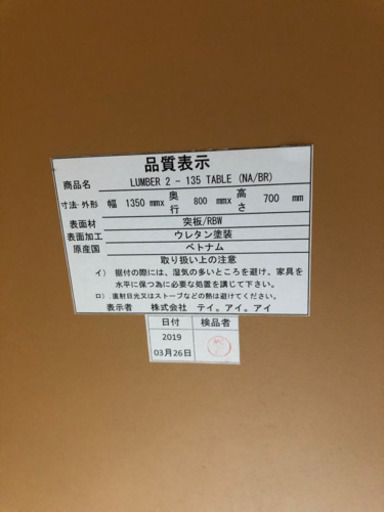 品質表示
商品名 LUMBER 2 - 135 TABLE (NA/BR)
寸法・外形 幅 1350 mmx 奥行 800 mmx 高さ 700 mm
表面材 突板/RBW
表面加工 ウレタン塗装
原産国 ベトナム
取り扱い上の注意
イ) 据付の際には、湿気の多いところを避け、家具を
水平に保つ為に必要な処置を講じて下さい。
ロ) 直射日光又はストーブなどの熱は避けてください。
表示者 株式会社 テイ。アイ。アイ
日付 検品者
2019
03月26日